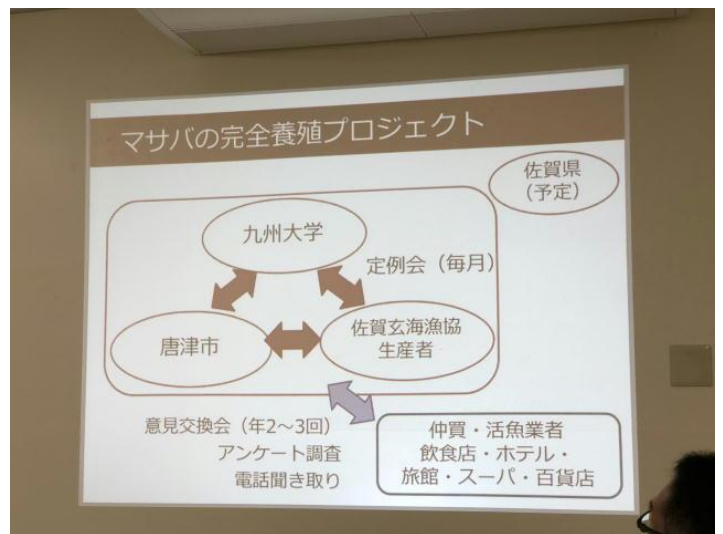 マサバの完全養殖プロジェクト
佐賀県
（予定）
九州大学
定例会（毎月）
唐津市
佐賀玄海漁協
生産者
意見交換会（年2～3回）
アンケート調査
電話聞き取り
仲買・活魚業者
飲食店・ホテル・
旅館・スーパ・百貨店